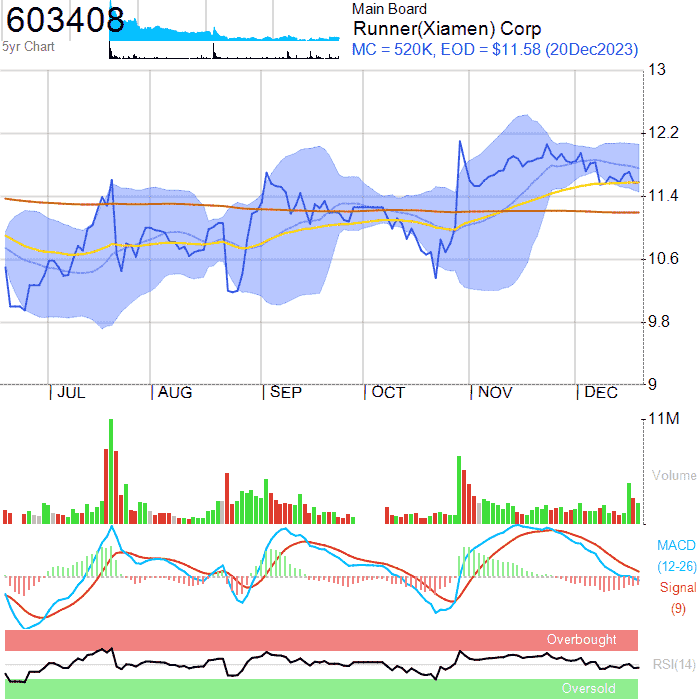 603408
5yr Chart
Main Board
Runner(Xiamen) Corp
MC = 520K, EOD = $11.58 (20Dec2023)
13
12.2
11.4
10.6
9.8
9
JUL AUG SEP OCT NOV DEC
11M
Volume
MACD
(12-26)
Signal
(9)
Overbought
RSI(14)
Oversold